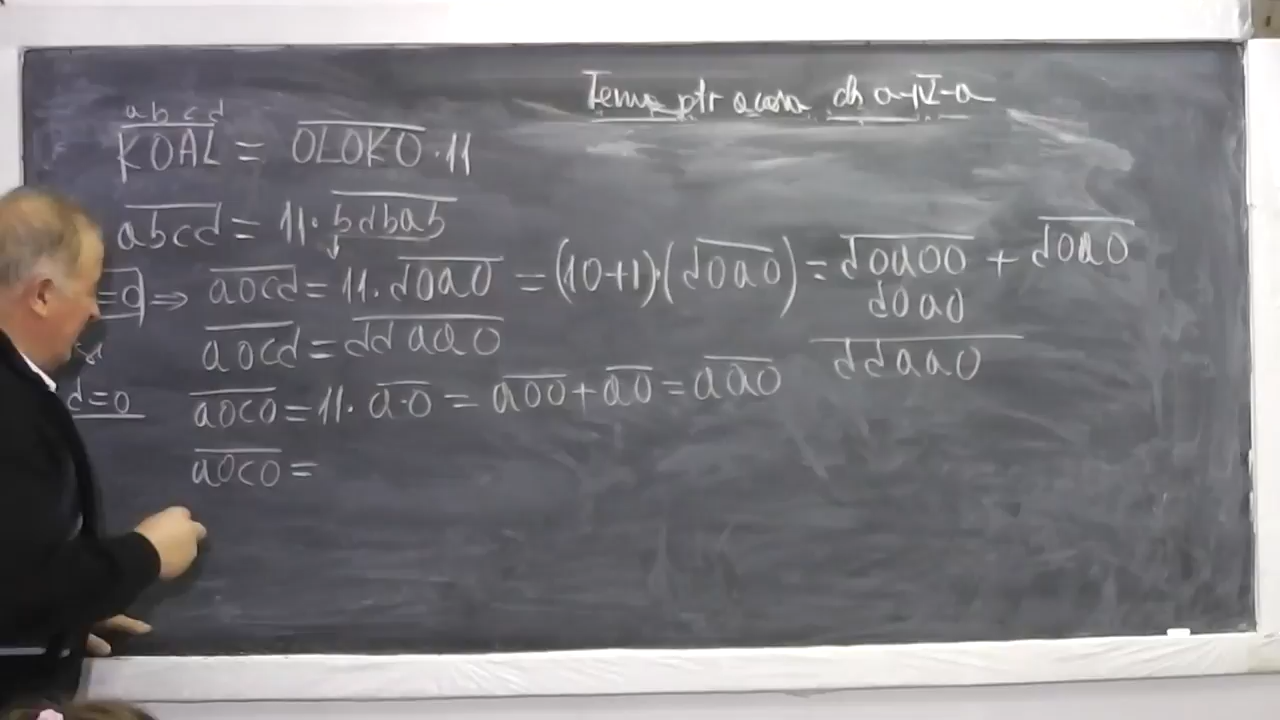 Tema ptr acasa cls a-IV-a
a b c d
KOAL = OLOKO · 11
abcd = 11 · bdbab
=0 ⇒ a0cd = 11 · d0a0 = (10+1)·(d0a0) = d0a00 + d0a0
d0a0
a0cd = ddaa0
ddaa0
d=0
a0c0 = 11 · a·0 = a00 + a0 = aa0
a0c0 =